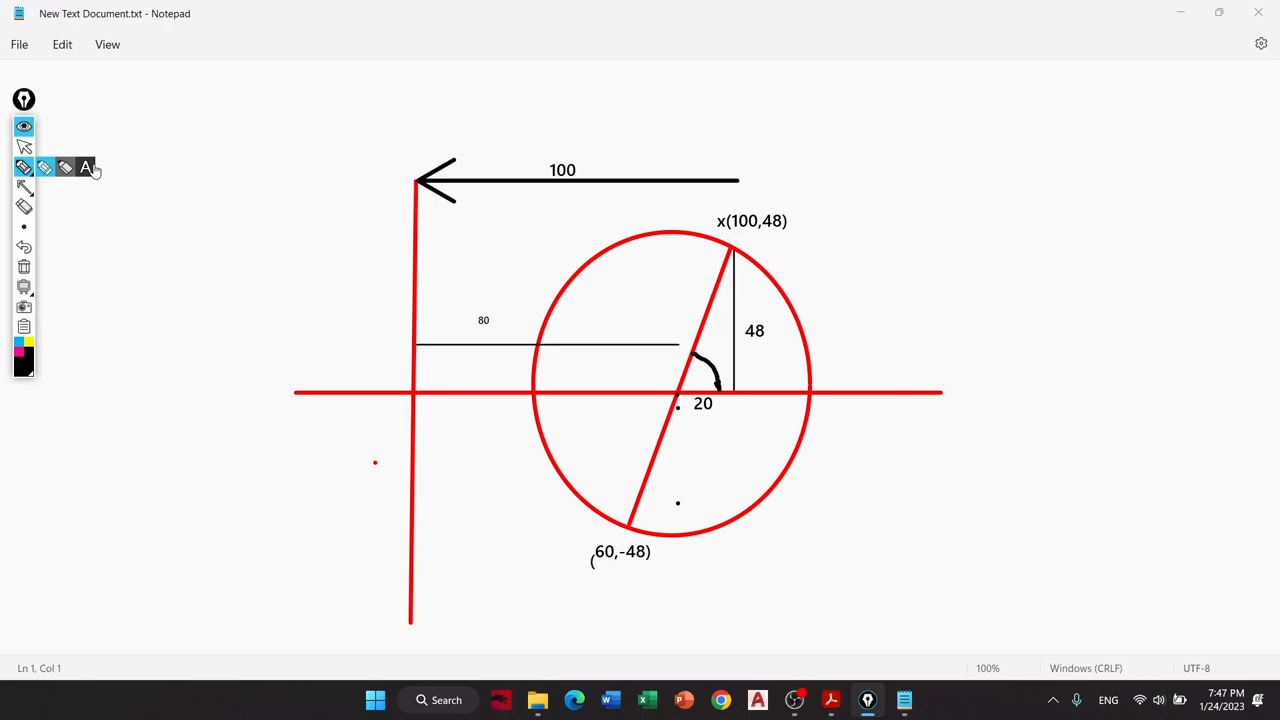 New Text Document.txt - Notepad
File Edit View
A
100
x(100,48)
80
48
20
(60,-48)
Ln 1, Col 1 100% Windows (CRLF) UTF-8
Search
ENG
7:47 PM
1/24/2023